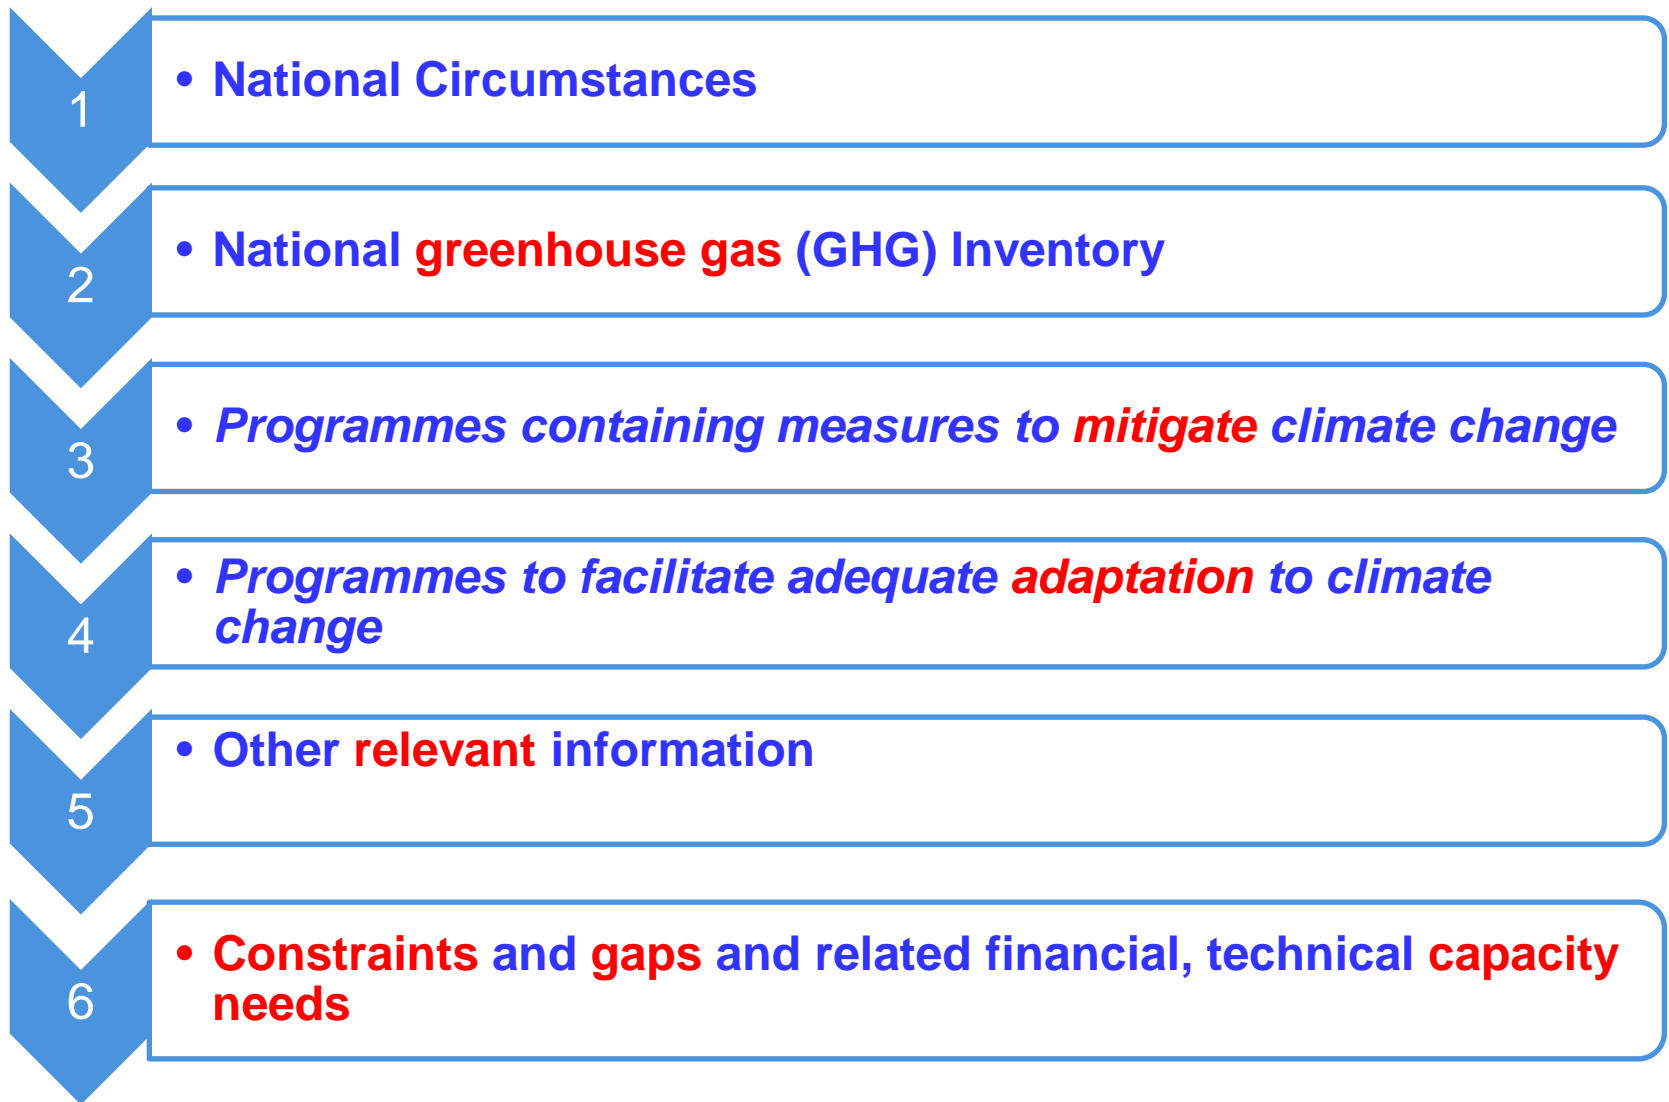 1
• National Circumstances
2
• National greenhouse gas (GHG) Inventory
3
• Programmes containing measures to mitigate climate change
4
• Programmes to facilitate adequate adaptation to climate
change
5
• Other relevant information
6
• Constraints and gaps and related financial, technical capacity
needs